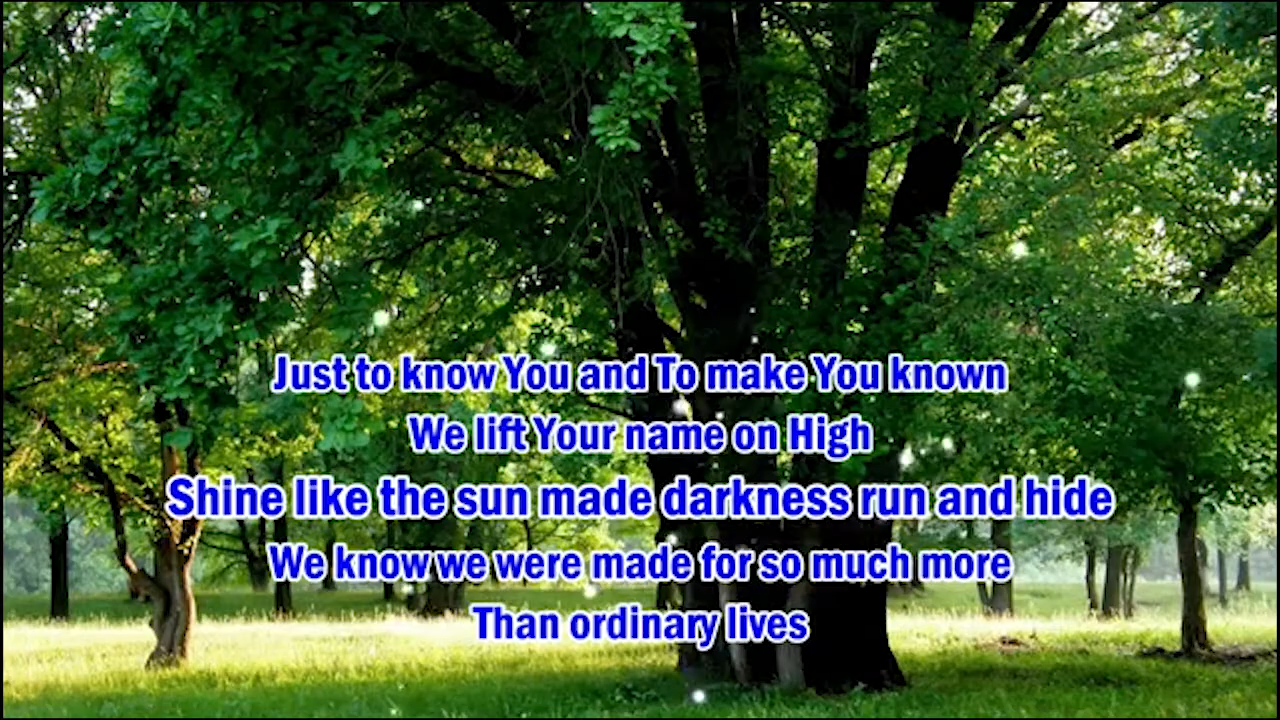 Just to know You and To make You known
We lift Your name on High
Shine like the sun made darkness run and hide
We know we were made for so much more
Than ordinary lives